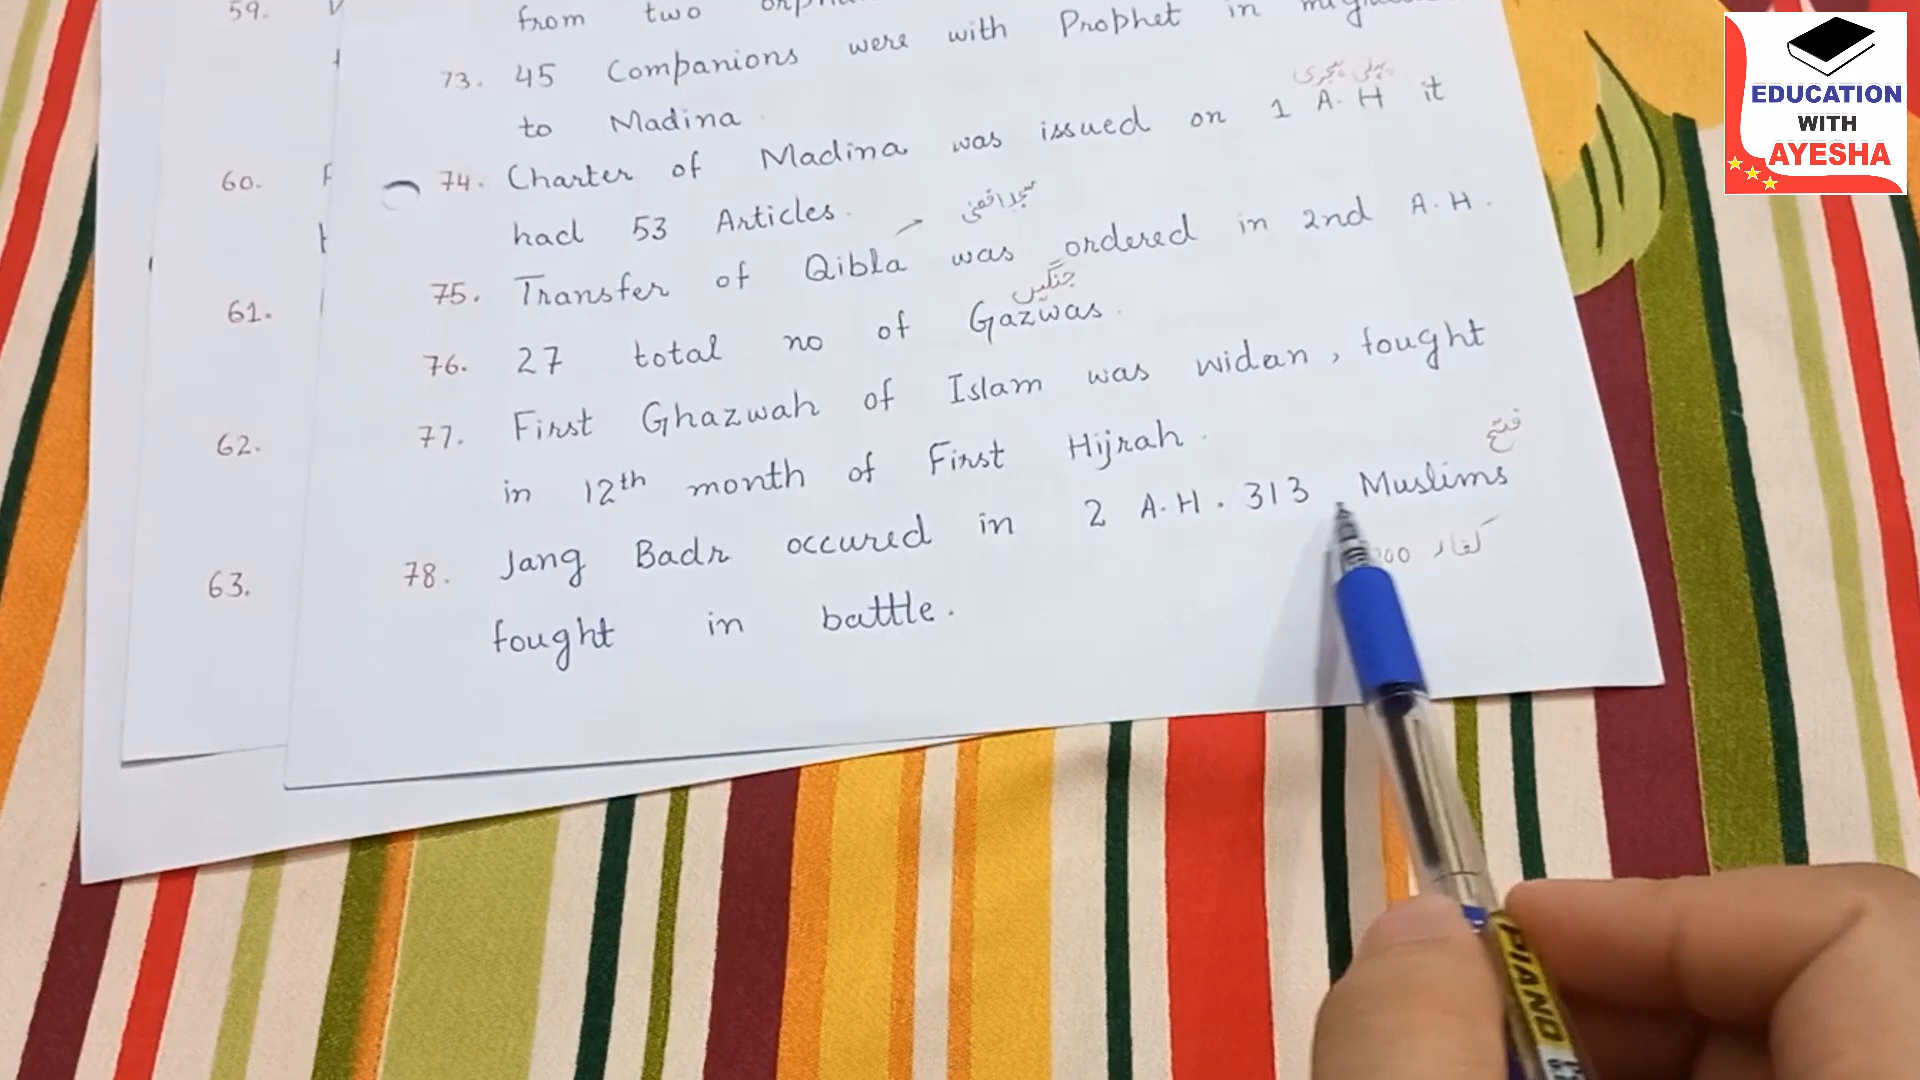 59.
from two
73. 45 Companions were with Prophet in
to Madina
پہلی ہجری
74. Charter of Madina was issued on 1 A.H it
had 53 Articles.
مسجد اقصیٰ
75. Transfer of Qibla was ordered in 2nd A.H.
جنگیں
76. 27 total no of Gazwas.
77. First Ghazwah of Islam was widan, fought
in 12th month of First Hijrah.
فتح
78. Jang Badr occured in 2 A.H. 313 Muslims
کفار
fought in battle.
60.
61.
62.
63.
EDUCATION
WITH
AYESHA
PIANO